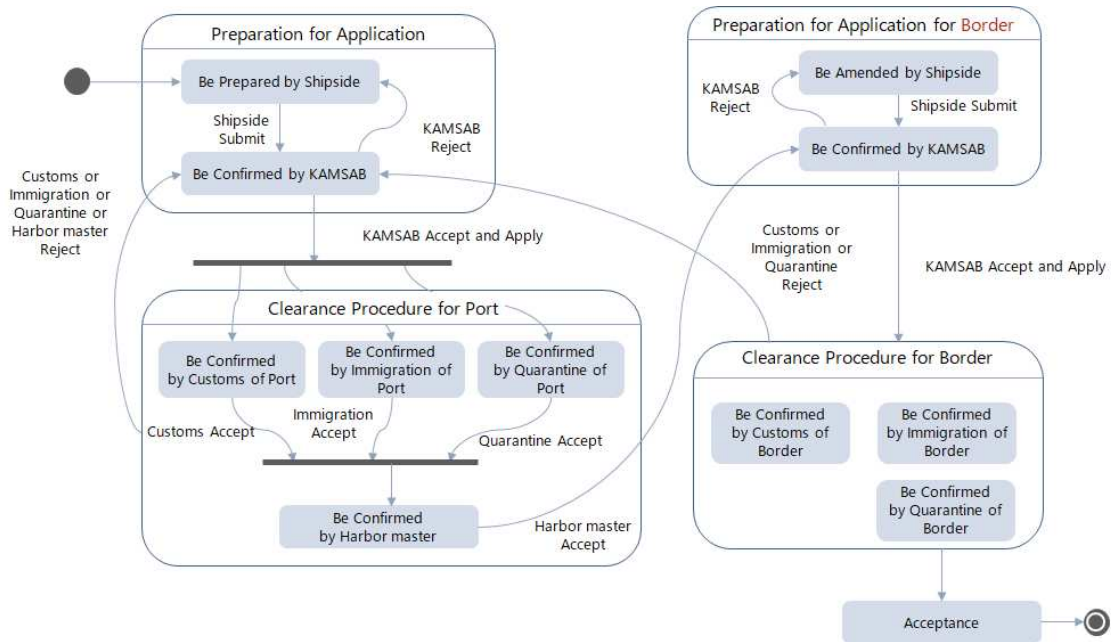 Preparation for Application
Be Prepared by Shipside
Shipside
Submit
KAMSAB
Reject
Be Confirmed by KAMSAB
Customs or
Immigration or
Quarantine or
Harbor master
Reject
KAMSAB Accept and Apply
Clearance Procedure for Port
Be Confirmed
by Customs of Port
Be Confirmed
by Immigration of
Port
Be Confirmed
by Quarantine of
Port
Customs Accept
Immigration
Accept
Quarantine Accept
Be Confirmed
by Harbor master
Harbor master
Accept
Preparation for Application for Border
KAMSAB
Reject
Be Amended by Shipside
Shipside Submit
Be Confirmed by KAMSAB
Customs or
Immigration or
Quarantine
Reject
KAMSAB Accept and Apply
Clearance Procedure for Border
Be Confirmed
by Customs of
Border
Be Confirmed
by Immigration of
Border
Be Confirmed
by Quarantine of
Border
Acceptance